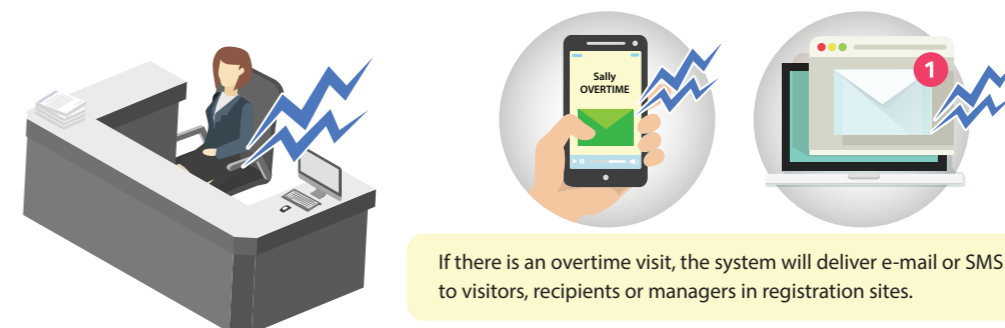 Sally
OVERTIME
1
If there is an overtime visit, the system will deliver e-mail or SMS
to visitors, recipients or managers in registration sites.